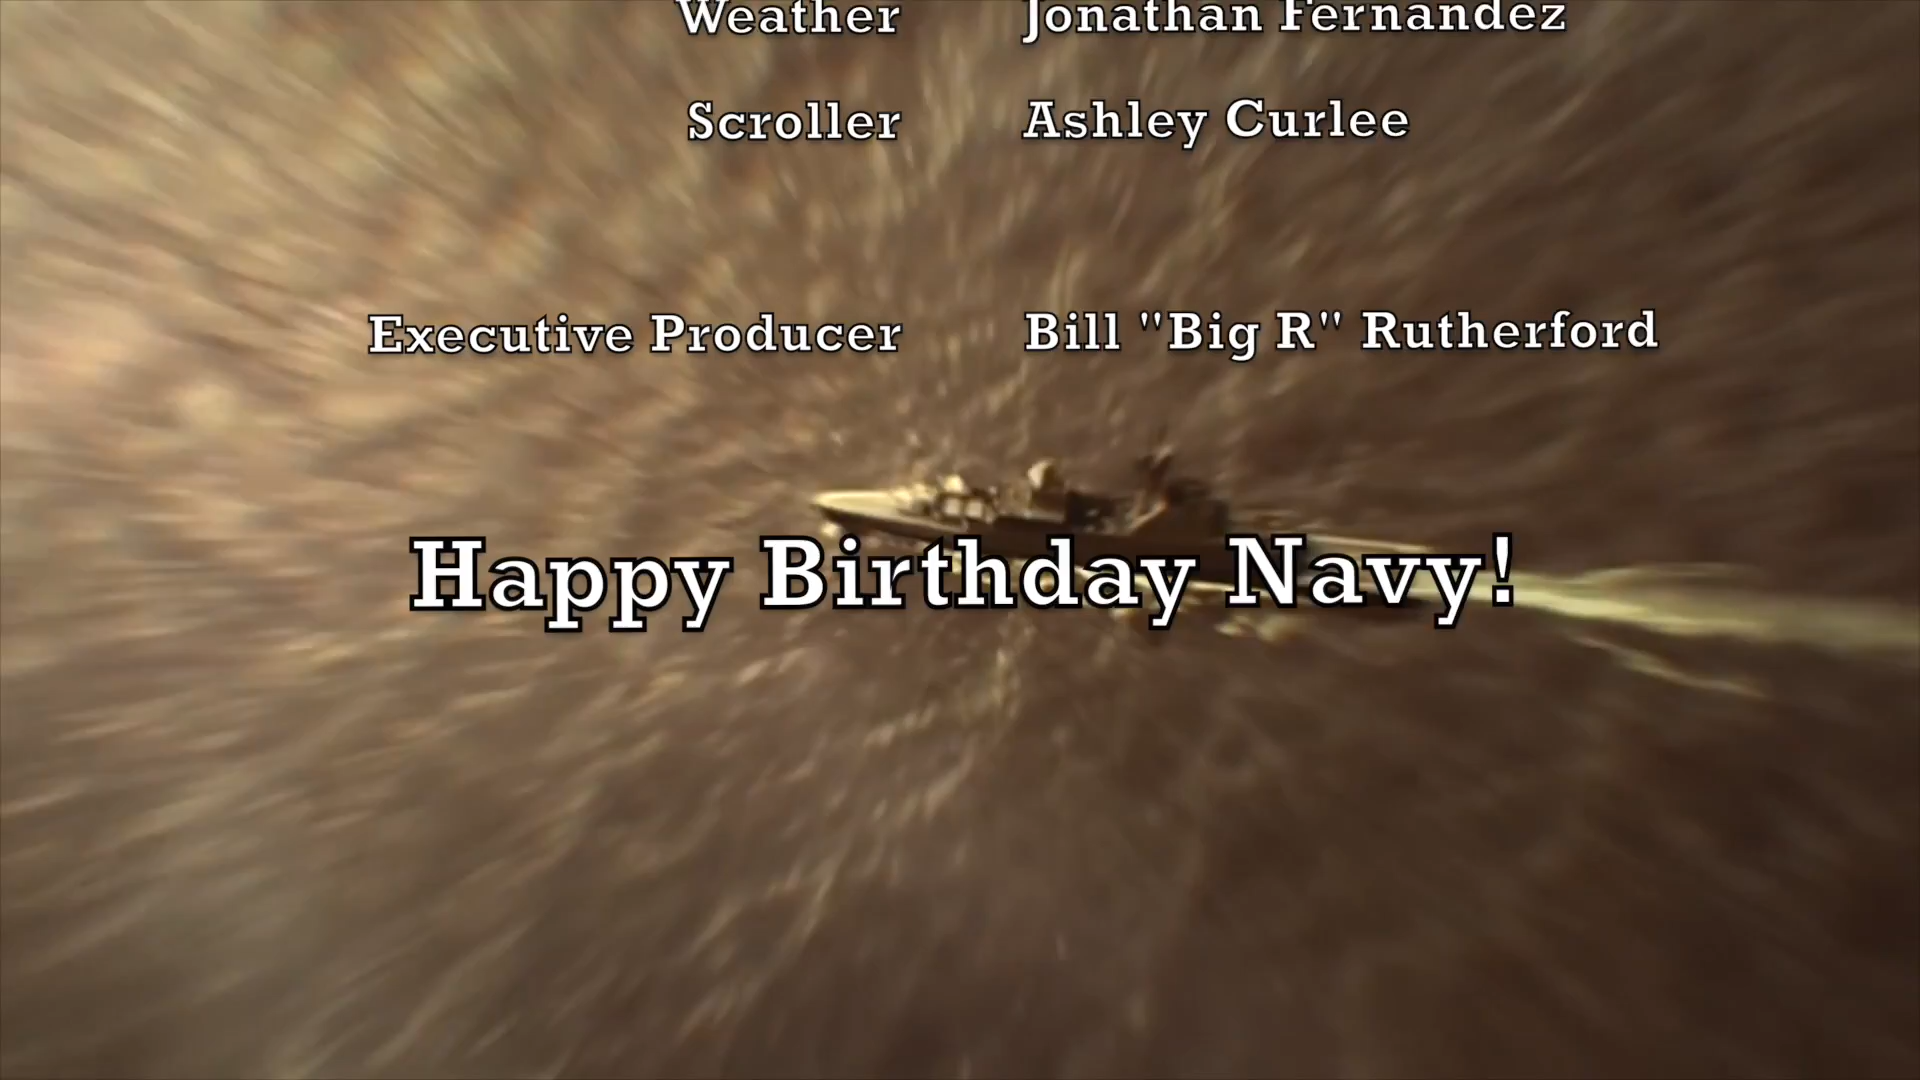 Weather Jonathan Fernandez
Scroller Ashley Curlee
Executive Producer Bill "Big R" Rutherford
Happy Birthday Navy!